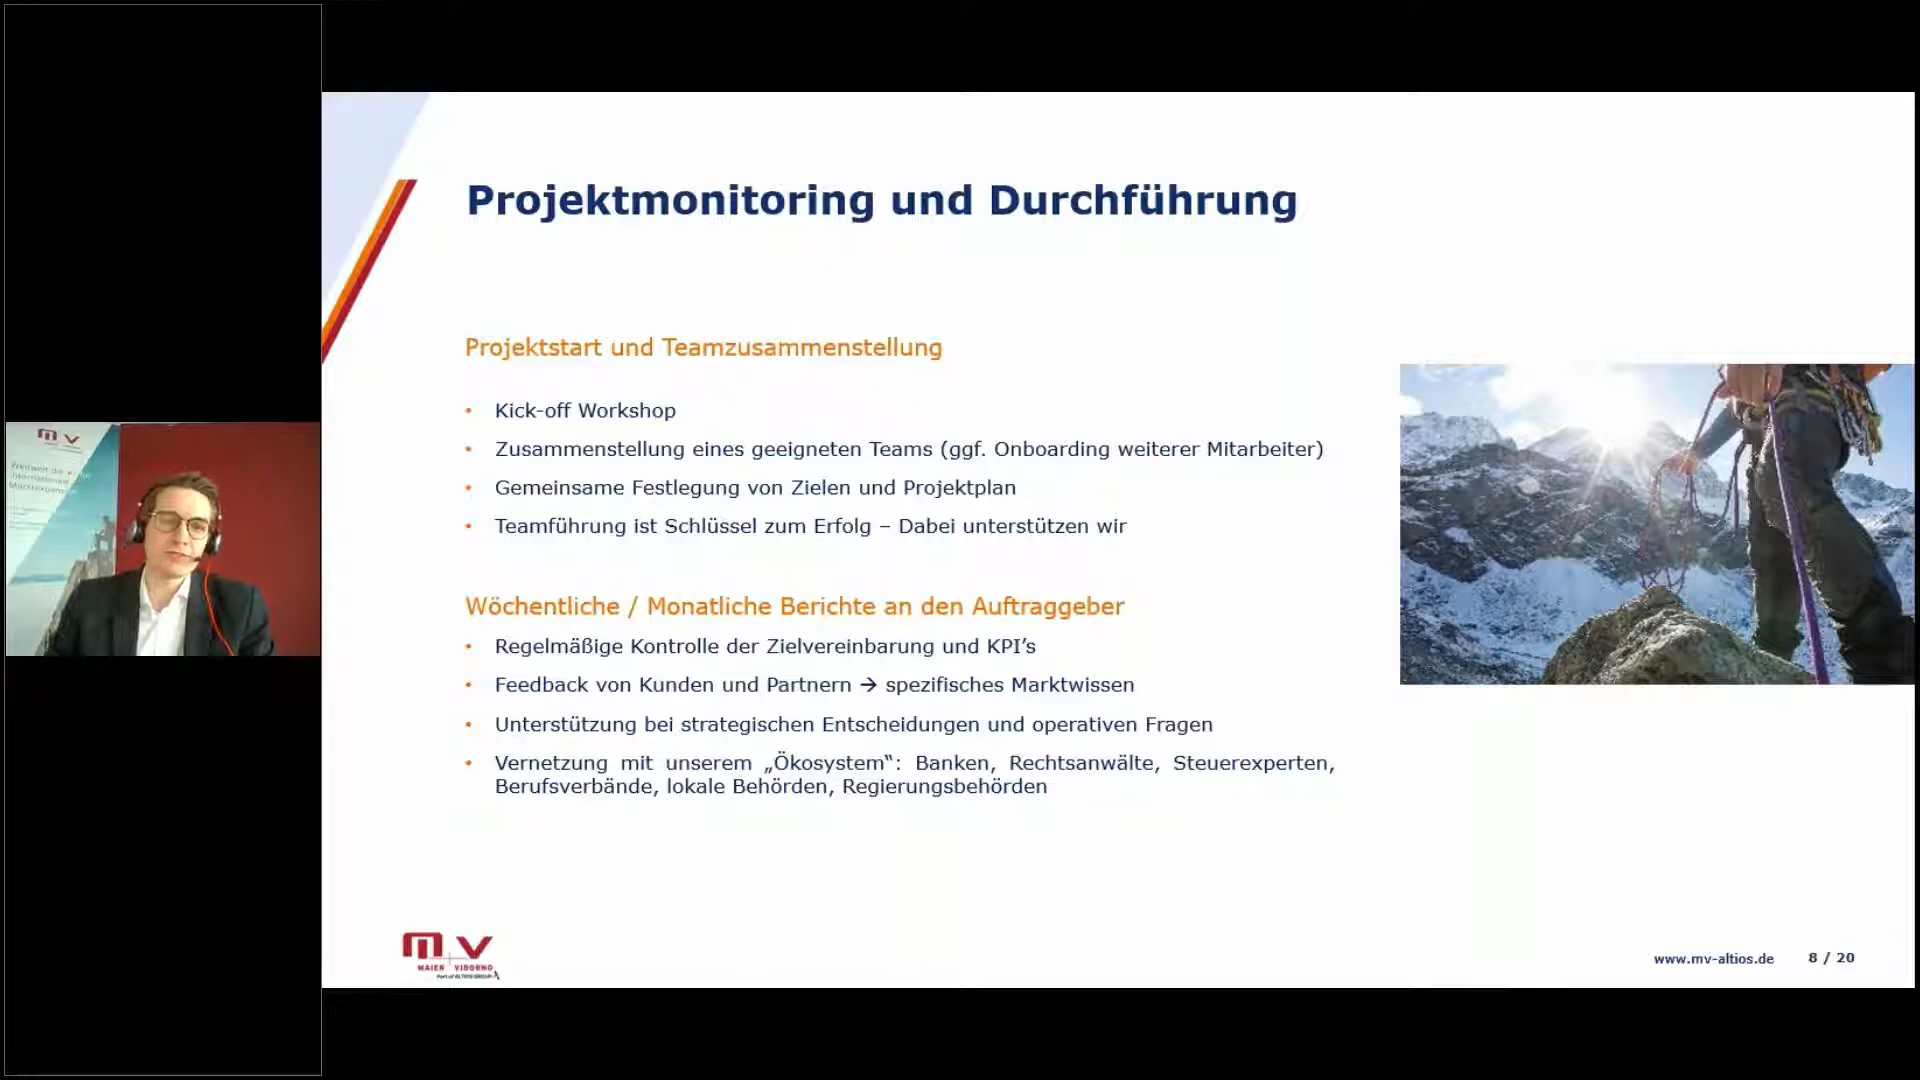 Projektmonitoring und Durchführung
Projektstart und Teamzusammenstellung
• Kick-off Workshop
• Zusammenstellung eines geeigneten Teams (ggf. Onboarding weiterer Mitarbeiter)
• Gemeinsame Festlegung von Zielen und Projektplan
• Teamführung ist Schlüssel zum Erfolg – Dabei unterstützen wir
Wöchentliche / Monatliche Berichte an den Auftraggeber
• Regelmäßige Kontrolle der Zielvereinbarung und KPI’s
• Feedback von Kunden und Partnern → spezifisches Marktwissen
• Unterstützung bei strategischen Entscheidungen und operativen Fragen
• Vernetzung mit unserem „Ökosystem“: Banken, Rechtsanwälte, Steuerexperten,
Berufsverbände, lokale Behörden, Regierungsbehörden
M V
MAIER VIDORNO
Part of ALTIOS GROUP
www.mv-altios.de 8 / 20
M V